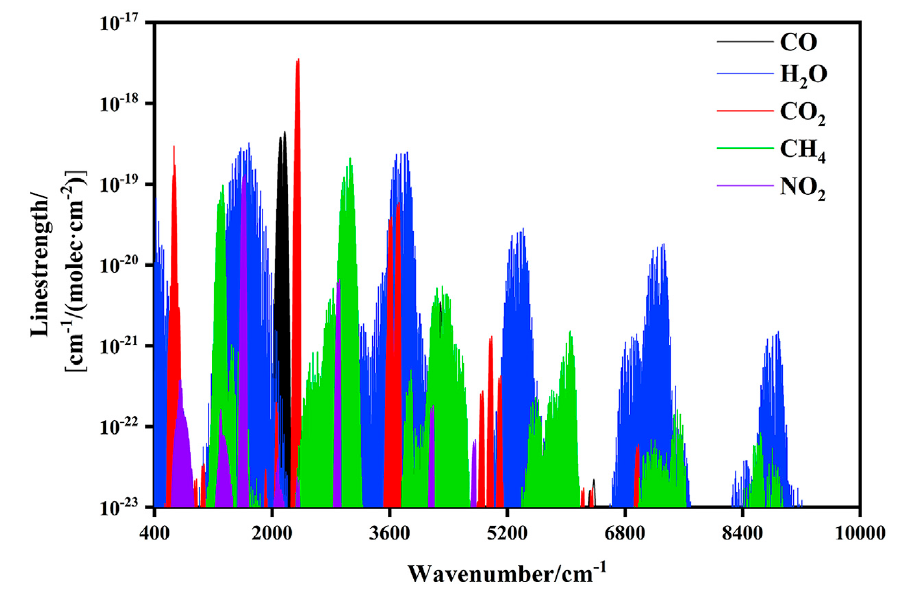 10⁻¹⁷
10⁻¹⁸
10⁻¹⁹
10⁻²⁰
10⁻²¹
10⁻²²
10⁻²³
Linestrength/
[cm⁻¹/(molec·cm⁻²)]
CO
H₂O
CO₂
CH₄
NO₂
400 2000 3600 5200 6800 8400 10000
Wavenumber/cm⁻¹